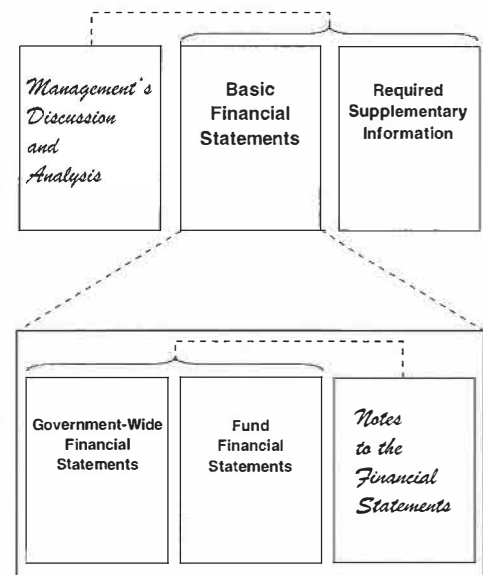 Management's
Discussion
and
Analysis
Basic
Financial
Statements
Required
Supplementary
Information
Government-Wide
Financial
Statements
Fund
Financial
Statements
Notes
to the
Financial
Statements